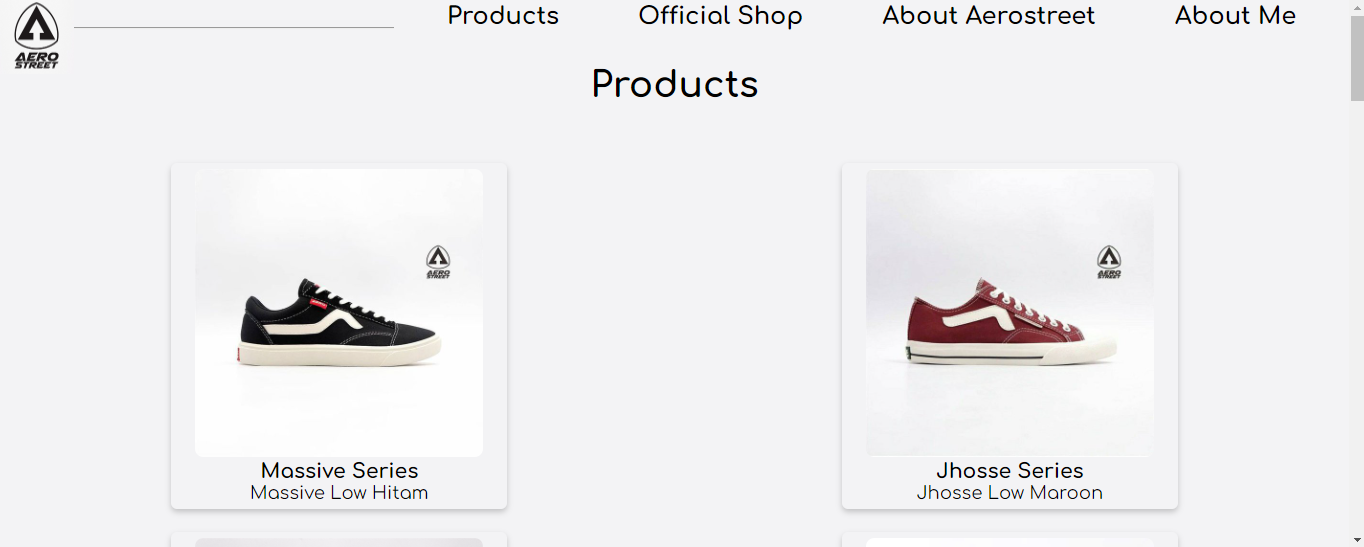 AERO
STREET
Products
Official Shop
About Aerostreet
About Me
Products
AERO
STREET
AERO
STREET
Massive Series
Massive Low Hitam
Jhosse Series
Jhosse Low Maroon